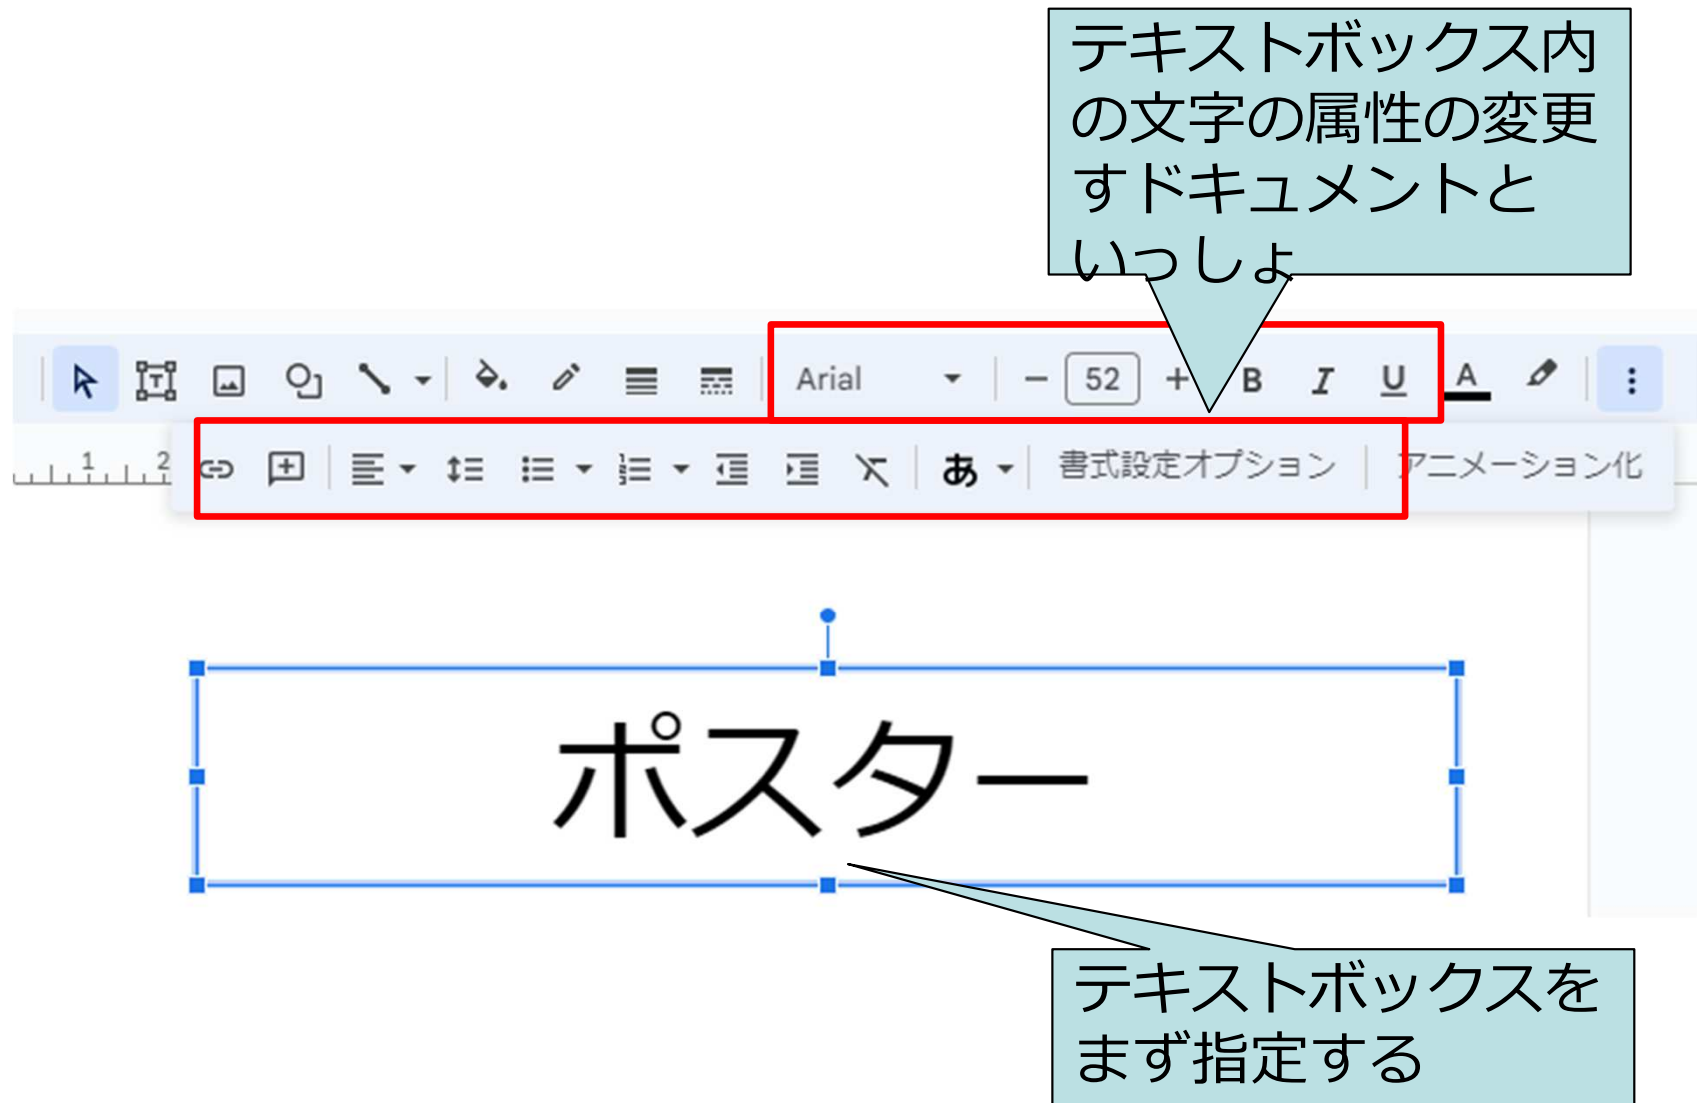 テキストボックス内
の文字の属性の変更
すドキュメントと
いっしょ
Arial
52
B I U A
1 2
あ 書式設定オプション アニメーション化
ポスター
テキストボックスを
まず指定する